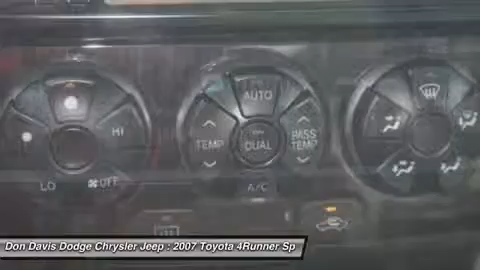 AUTO
HI
TEMP
DUAL
PASS
TEMP
LO
OFF
A/C
Don Davis Dodge Chrysler Jeep : 2007 Toyota 4Runner Sp